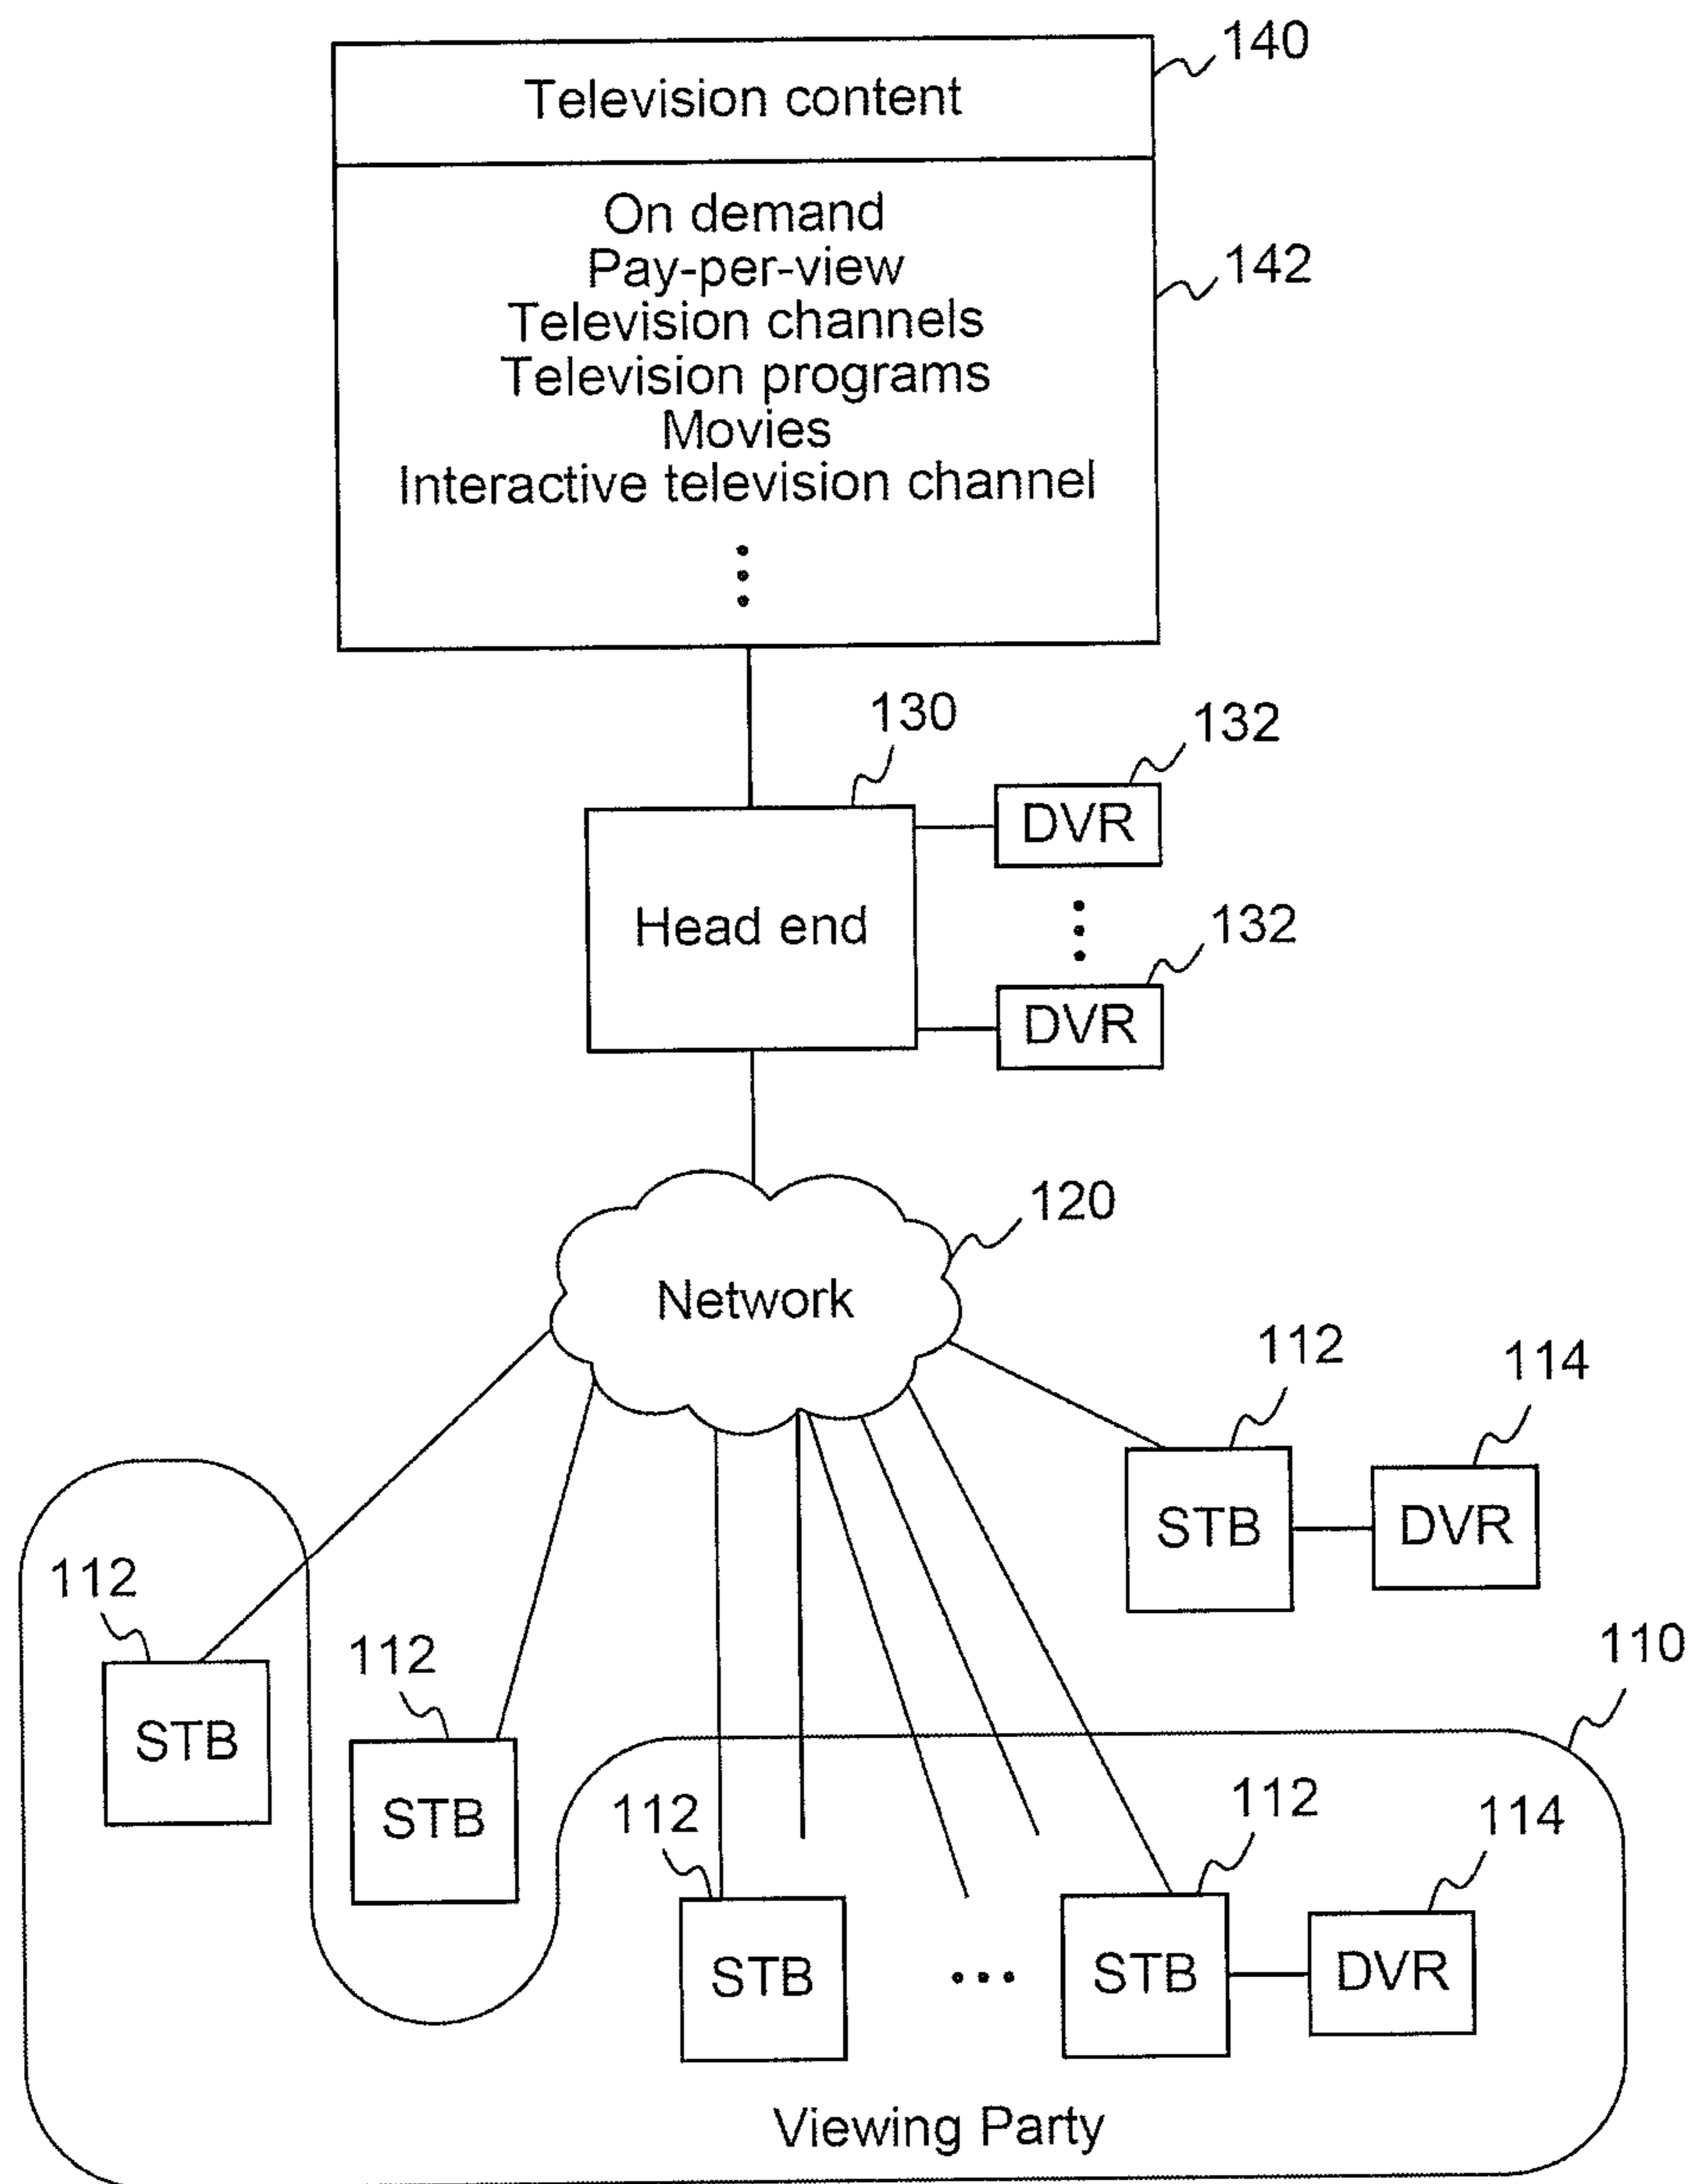 140
Television content
On demand
142
Pay-per-view
Television channels
Television programs
Movies
Interactive television channel
130
132
DVR
Head end
132
DVR
120
Network
112
114
STB
DVR
112
STB
112
STB
110
112
STB
112
114
STB
DVR
Viewing Party